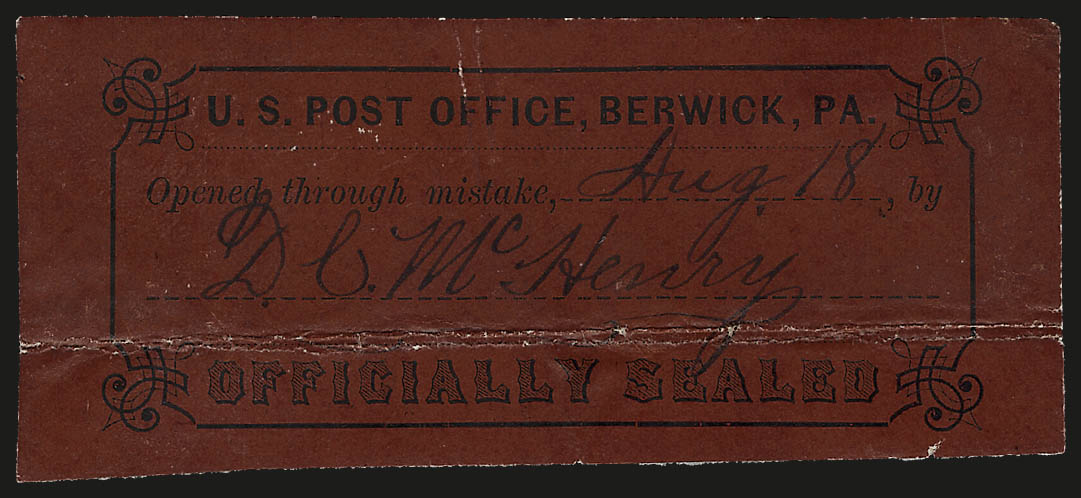 U. S. POST OFFICE, BERWICK, PA.
Opened through mistake, Aug 18, by
D. C. McHenry
OFFICIALLY SEALED